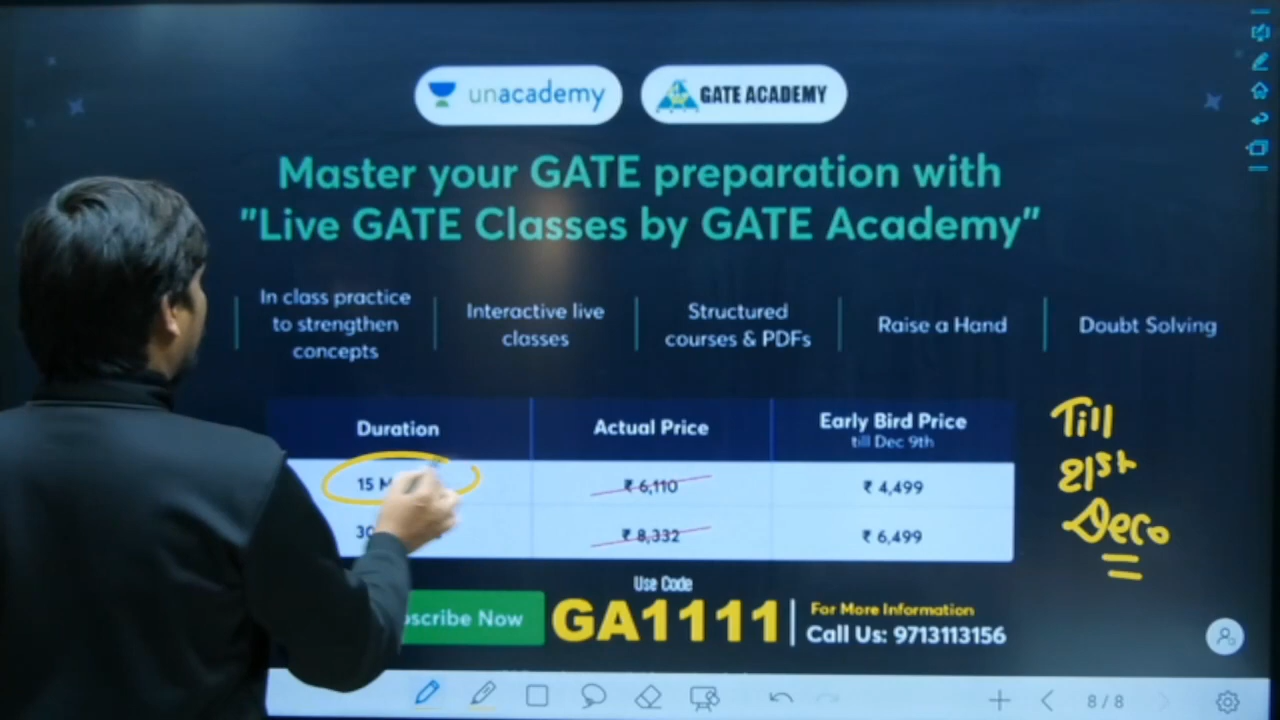 unacademy
GATE ACADEMY
Master your GATE preparation with
"Live GATE Classes by GATE Academy"
In class practice
to strengthen
concepts
Interactive live
classes
Structured
courses & PDFs
Raise a Hand
Doubt Solving
Duration
Actual Price
Early Bird Price
till Dec 9th
15
₹ 6,110
₹ 4,499
30
₹ 8,332
₹ 6,499
Till
21st
Use Code
Now
GA1111
For More Information
Call Us: 9713113156
8/8